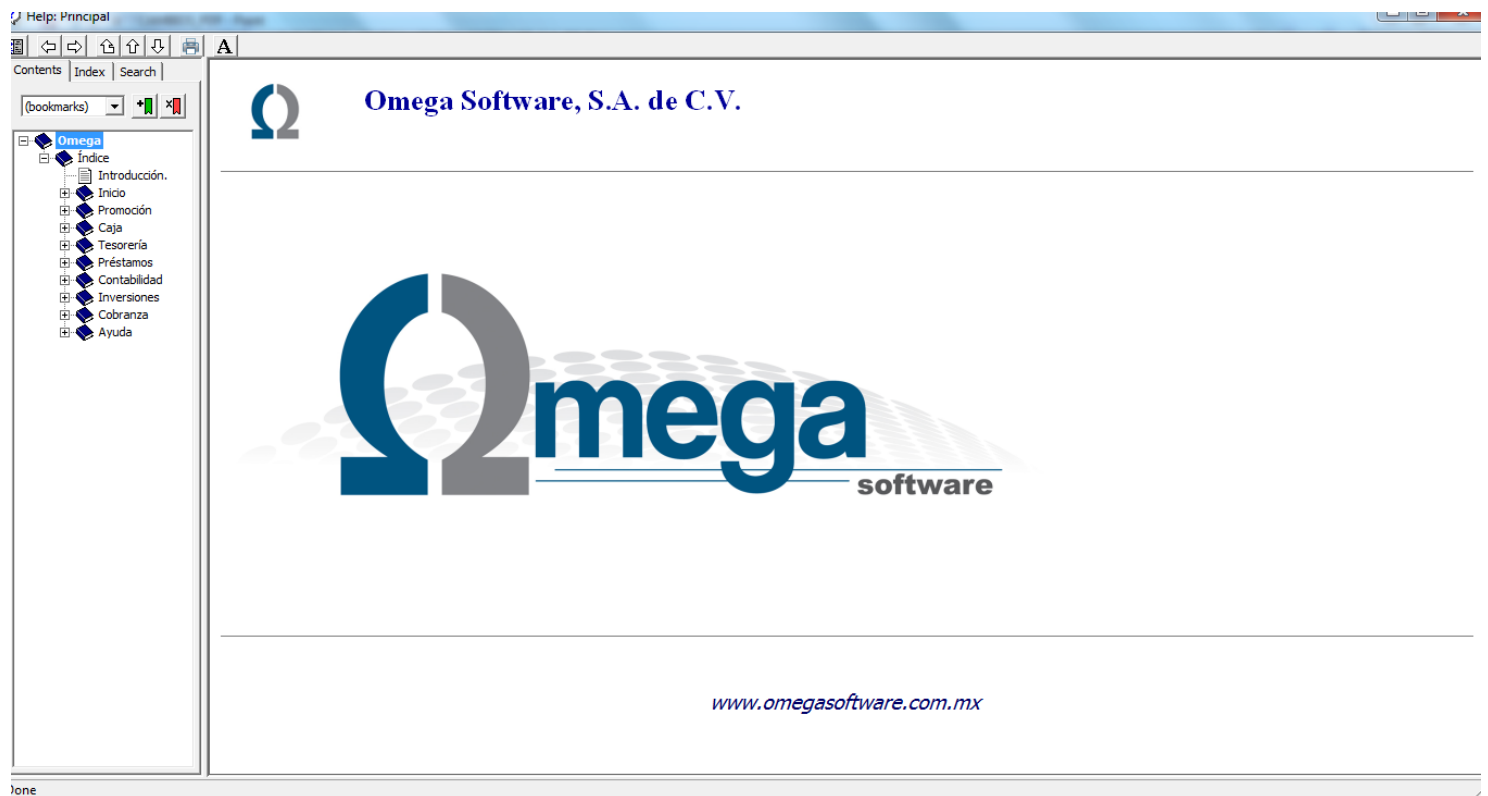 Help: Principal
A
Contents Index Search
(bookmarks)
Omega Software, S.A. de C.V.
Omega
Índice
Introducción.
Inicio
Promoción
Caja
Tesorería
Préstamos
Contabilidad
Inversiones
Cobranza
Ayuda
Ωmega
software
www.omegasoftware.com.mx
Done